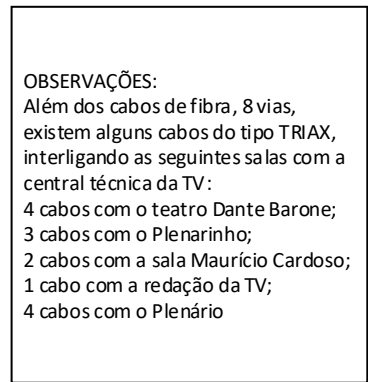 OBSERVAÇÕES:
Além dos cabos de fibra, 8 vias,
existem alguns cabos do tipo TRIAX,
interligando as seguintes salas com a
central técnica da TV:
4 cabos com o teatro Dante Barone;
3 cabos com o Plenarinho;
2 cabos com a sala Maurício Cardoso;
1 cabo com a redação da TV;
4 cabos com o Plenário